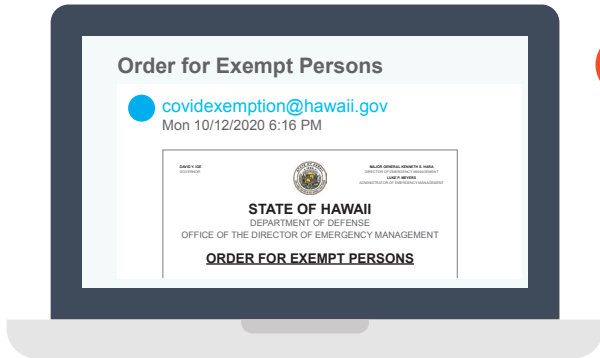 Order for Exempt Persons
covidexemption@hawaii.gov
Mon 10/12/2020 6:16 PM
DAVID Y. IGE
GOVERNOR
MAJOR GENERAL KENNETH S. HARA
DIRECTOR OF EMERGENCY MANAGEMENT
LUKE P. MEYERS
ADMINISTRATOR OF EMERGENCY MANAGEMENT
STATE OF HAWAII
DEPARTMENT OF DEFENSE
OFFICE OF THE DIRECTOR OF EMERGENCY MANAGEMENT
ORDER FOR EXEMPT PERSONS